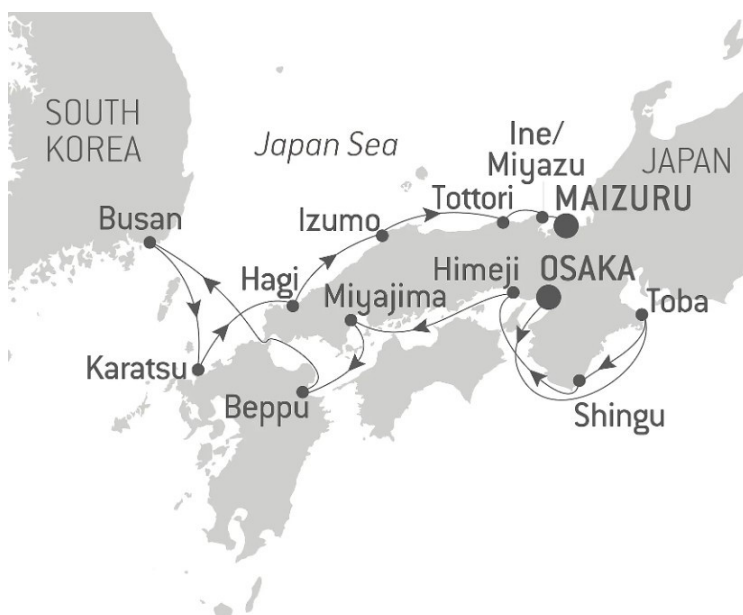 SOUTH
KOREA
Japan Sea
Ine/
Miyazu
JAPAN
Tottori
MAIZURU
Izumo
Busan
Hagi
Himeji
OSAKA
Miyajima
Toba
Karatsu
Beppu
Shingu